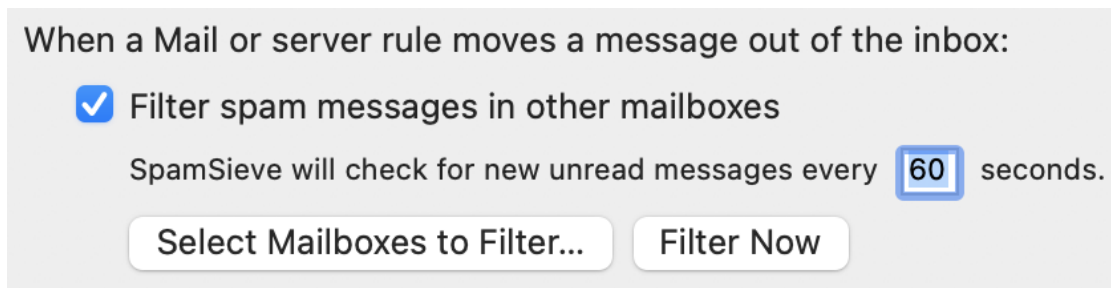 When a Mail or server rule moves a message out of the inbox:
Filter spam messages in other mailboxes
SpamSieve will check for new unread messages every 60 seconds.
Select Mailboxes to Filter... Filter Now